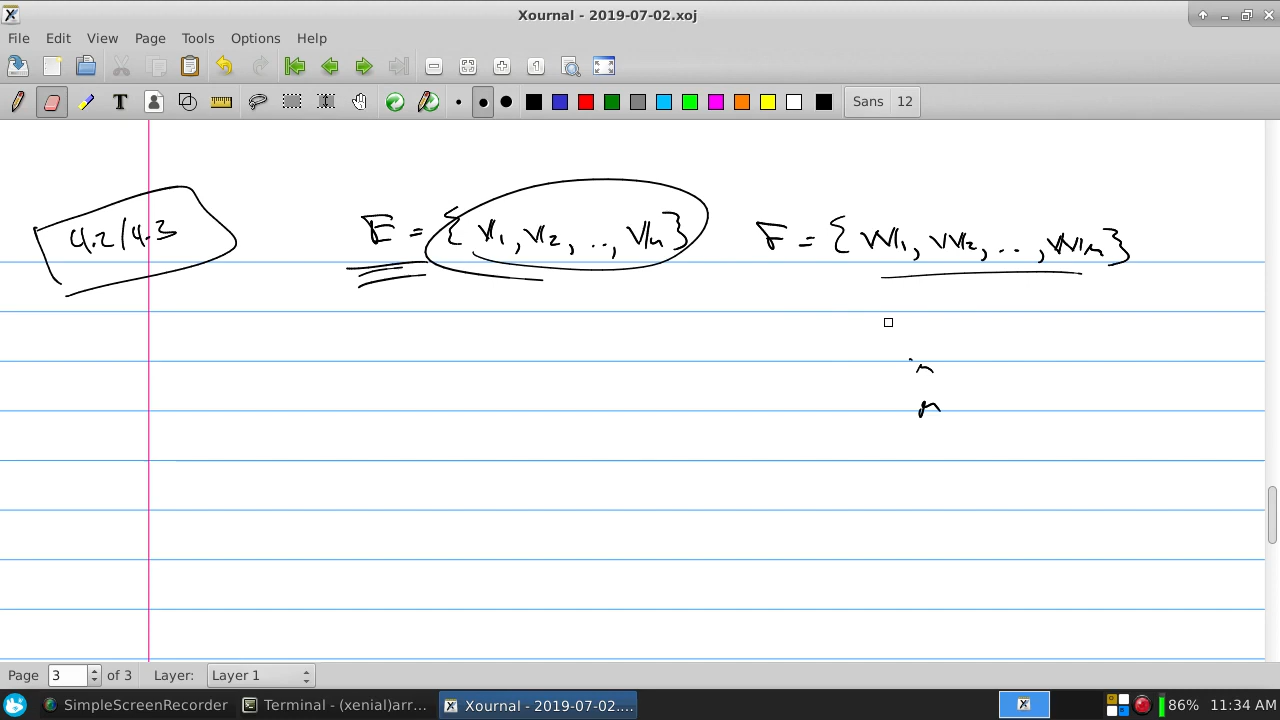 Xournal - 2019-07-02.xoj
File Edit View Page Tools Options Help
Sans 12
4.2/4.3 E = { V1, V2, .., Vn } F = { W1, W2, .., Wm }
n
Page 3 of 3 Layer: Layer 1
SimpleScreenRecorder Terminal - (xenial)arr... Xournal - 2019-07-02.... 86% 11:34 AM